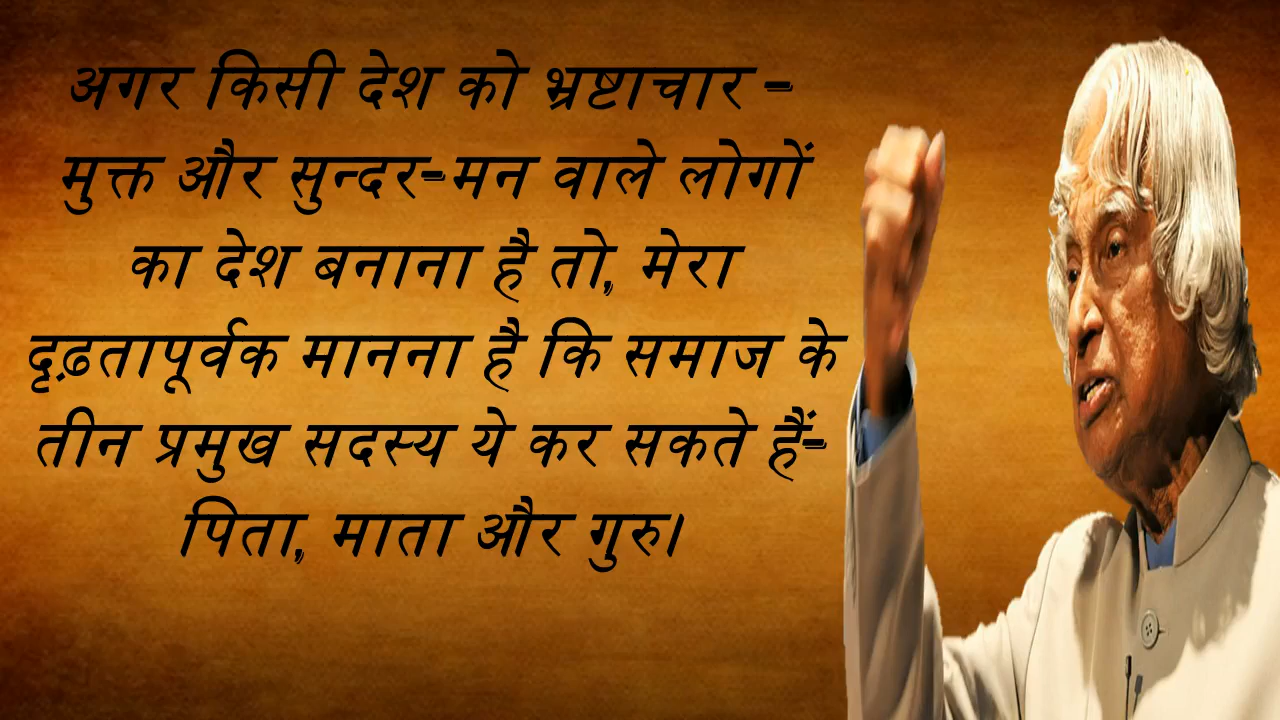 अगर किसी देश को भ्रष्टाचार -
मुक्त और सुन्दर-मन वाले लोगों
का देश बनाना है तो, मेरा
दृढ़तापूर्वक मानना है कि समाज के
तीन प्रमुख सदस्य ये कर सकते हैं-
पिता, माता और गुरु।